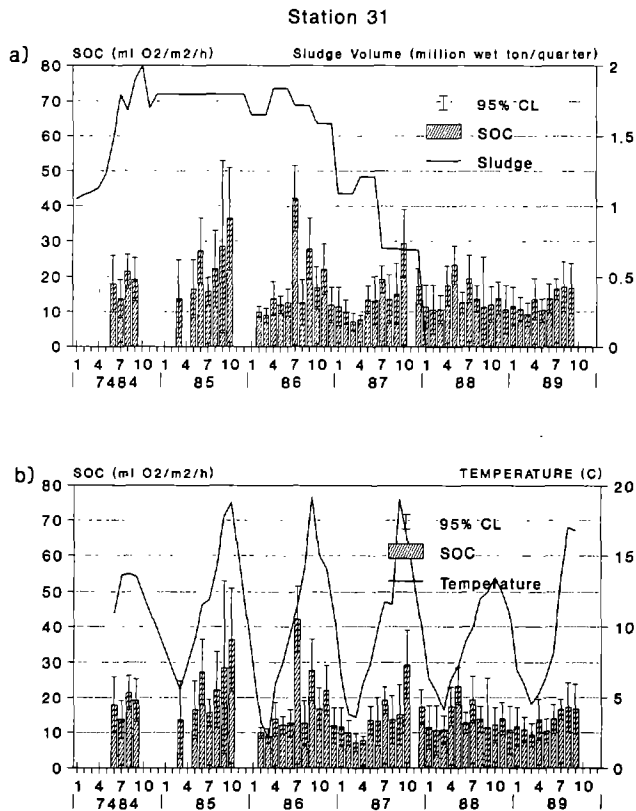 Station 31
a)
SOC (ml O2/m2/h) Sludge Volume (million wet ton/quarter)
80 2
70
60 1.5
50
40 1
30
20 0.5
10
0 0
95% CL
SOC
Sludge
1 4 7 10 1 4 7 10 1 4 7 10 1 4 7 10 1 4 7 10 1 4 7 10
7484 85 86 87 88 89
b)
SOC (ml O2/m2/h) TEMPERATURE (C)
80 20
70
60 15
50
40 10
30
20 5
10
0 0
95% CL
SOC
Temperature
1 4 7 10 1 4 7 10 1 4 7 10 1 4 7 10 1 4 7 10 1 4 7 10
7484 85 86 87 88 89